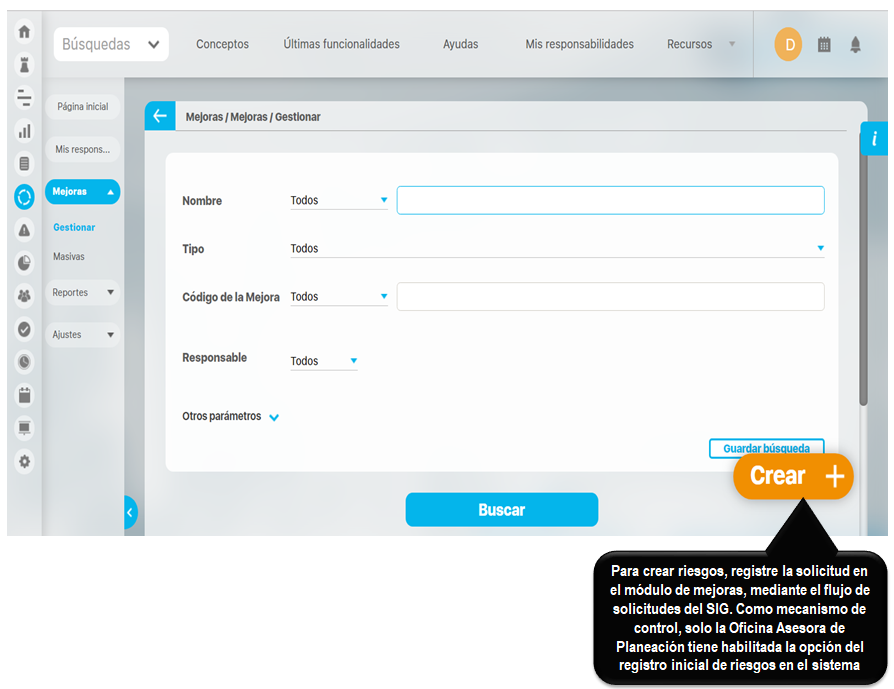 Búsquedas
Conceptos
Últimas funcionalidades
Ayudas
Mis responsabilidades
Recursos
D
Página inicial
Mis respons...
Mejoras
Gestionar
Masivas
Reportes
Ajustes
Mejoras / Mejoras / Gestionar
i
Nombre
Todos
Tipo
Todos
Código de la Mejora
Todos
Responsable
Todos
Otros parámetros
Guardar búsqueda
Crear +
Buscar
Para crear riesgos, registre la solicitud en
el módulo de mejoras, mediante el flujo de
solicitudes del SIG. Como mecanismo de
control, solo la Oficina Asesora de
Planeación tiene habilitada la opción del
registro inicial de riesgos en el sistema